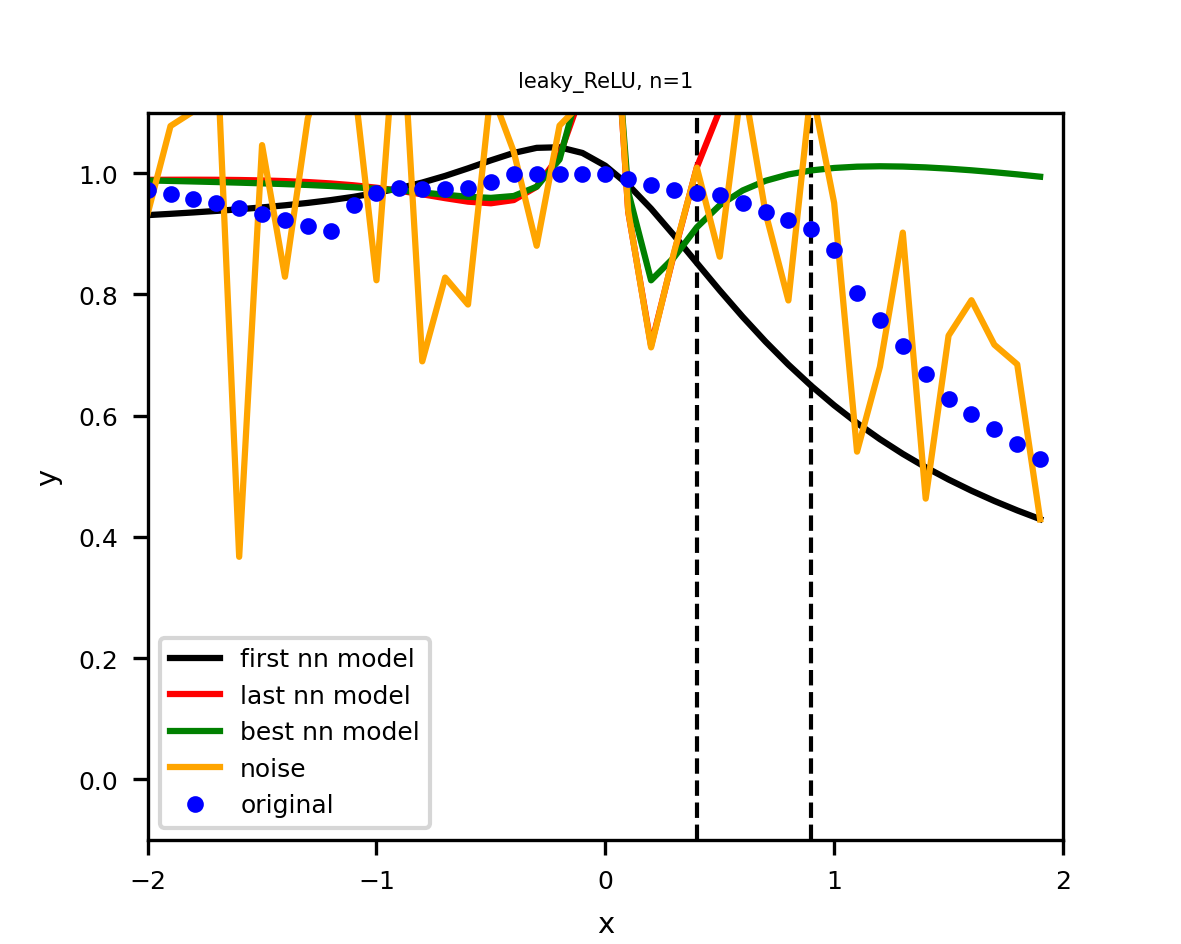 leaky_ReLU, n=1
1.0
0.8
0.6
0.4
0.2
0.0
y
first nn model
last nn model
best nn model
noise
original
−2
−1
0
1
2
x